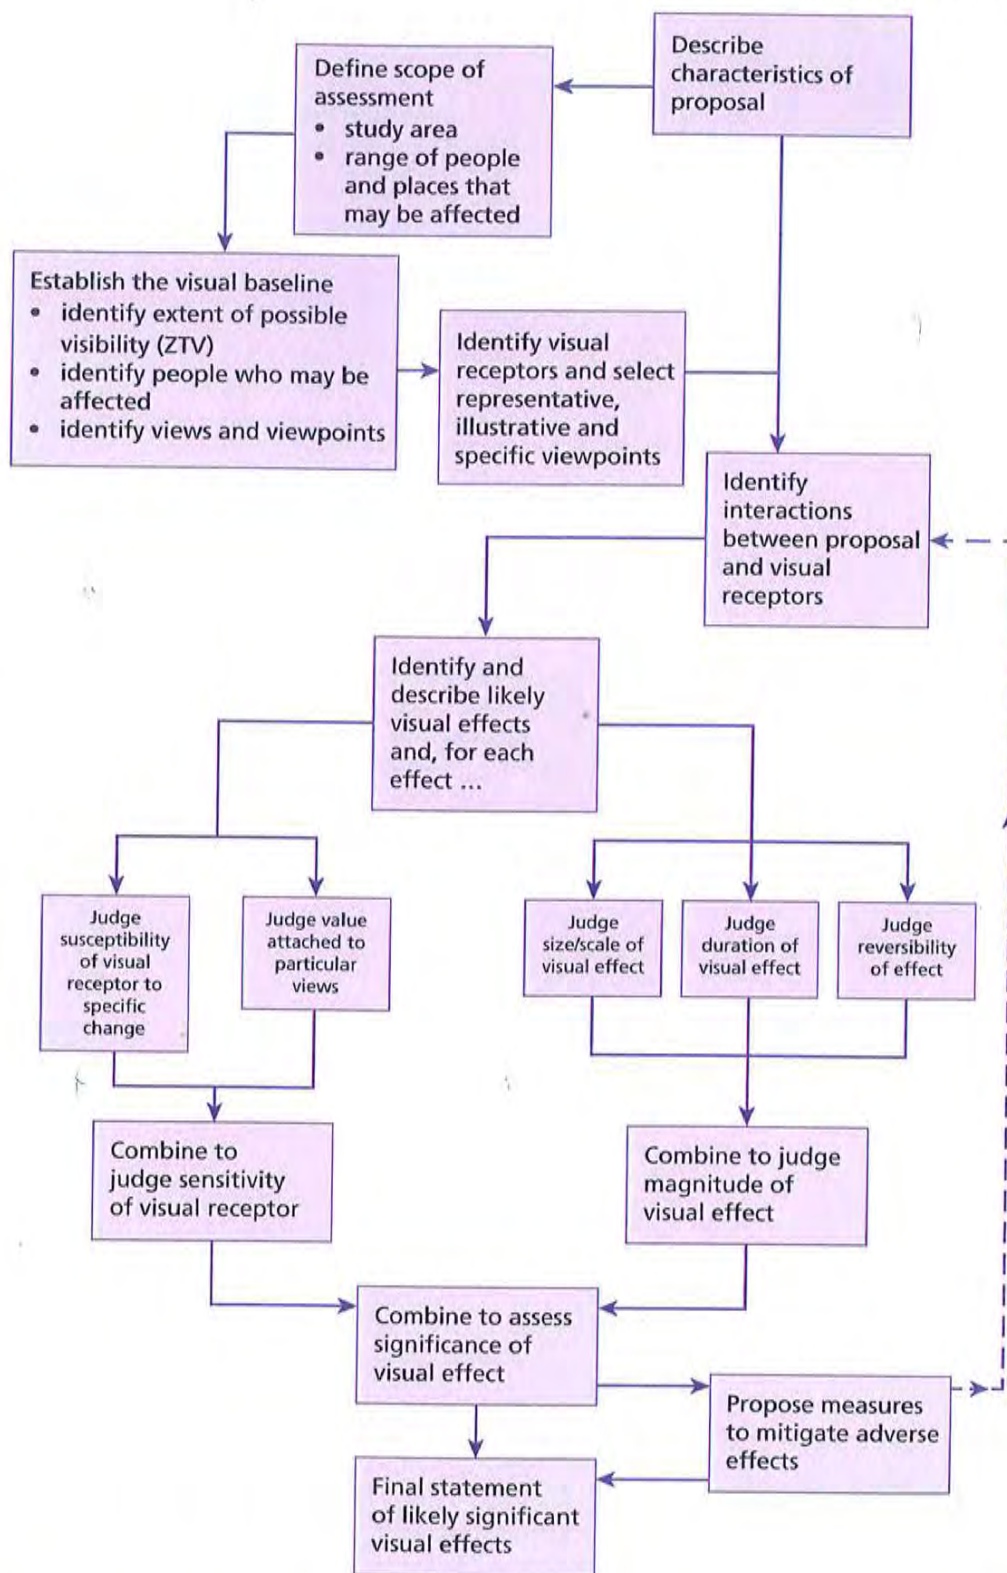 Describe
characteristics of
proposal
Define scope of
assessment
• study area
• range of people
and places that
may be affected
Establish the visual baseline
• identify extent of possible
visibility (ZTV)
• identify people who may be
affected
• identify views and viewpoints
Identify visual
receptors and select
representative,
illustrative and
specific viewpoints
Identify
interactions
between proposal
and visual
receptors
Identify and
describe likely
visual effects
and, for each
effect ...
Judge
susceptibility
of visual
receptor to
specific
change
Judge value
attached to
particular
views
Judge
size/scale of
visual effect
Judge
duration of
visual effect
Judge
reversibility
of effect
Combine to
judge sensitivity
of visual receptor
Combine to judge
magnitude of
visual effect
Combine to assess
significance of
visual effect
Propose measures
to mitigate adverse
effects
Final statement
of likely significant
visual effects